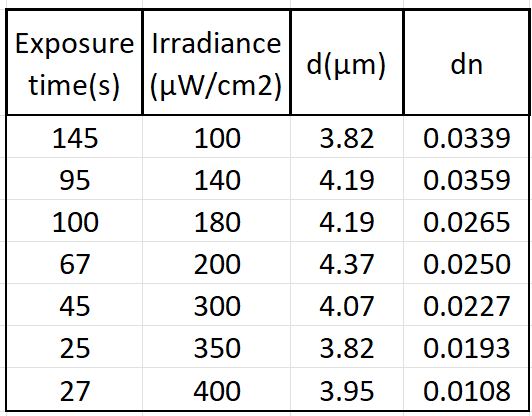 Exposure time(s) Irradiance (μW/cm2) d(μm) dn
145 100 3.82 0.0339
95 140 4.19 0.0359
100 180 4.19 0.0265
67 200 4.37 0.0250
45 300 4.07 0.0227
25 350 3.82 0.0193
27 400 3.95 0.0108